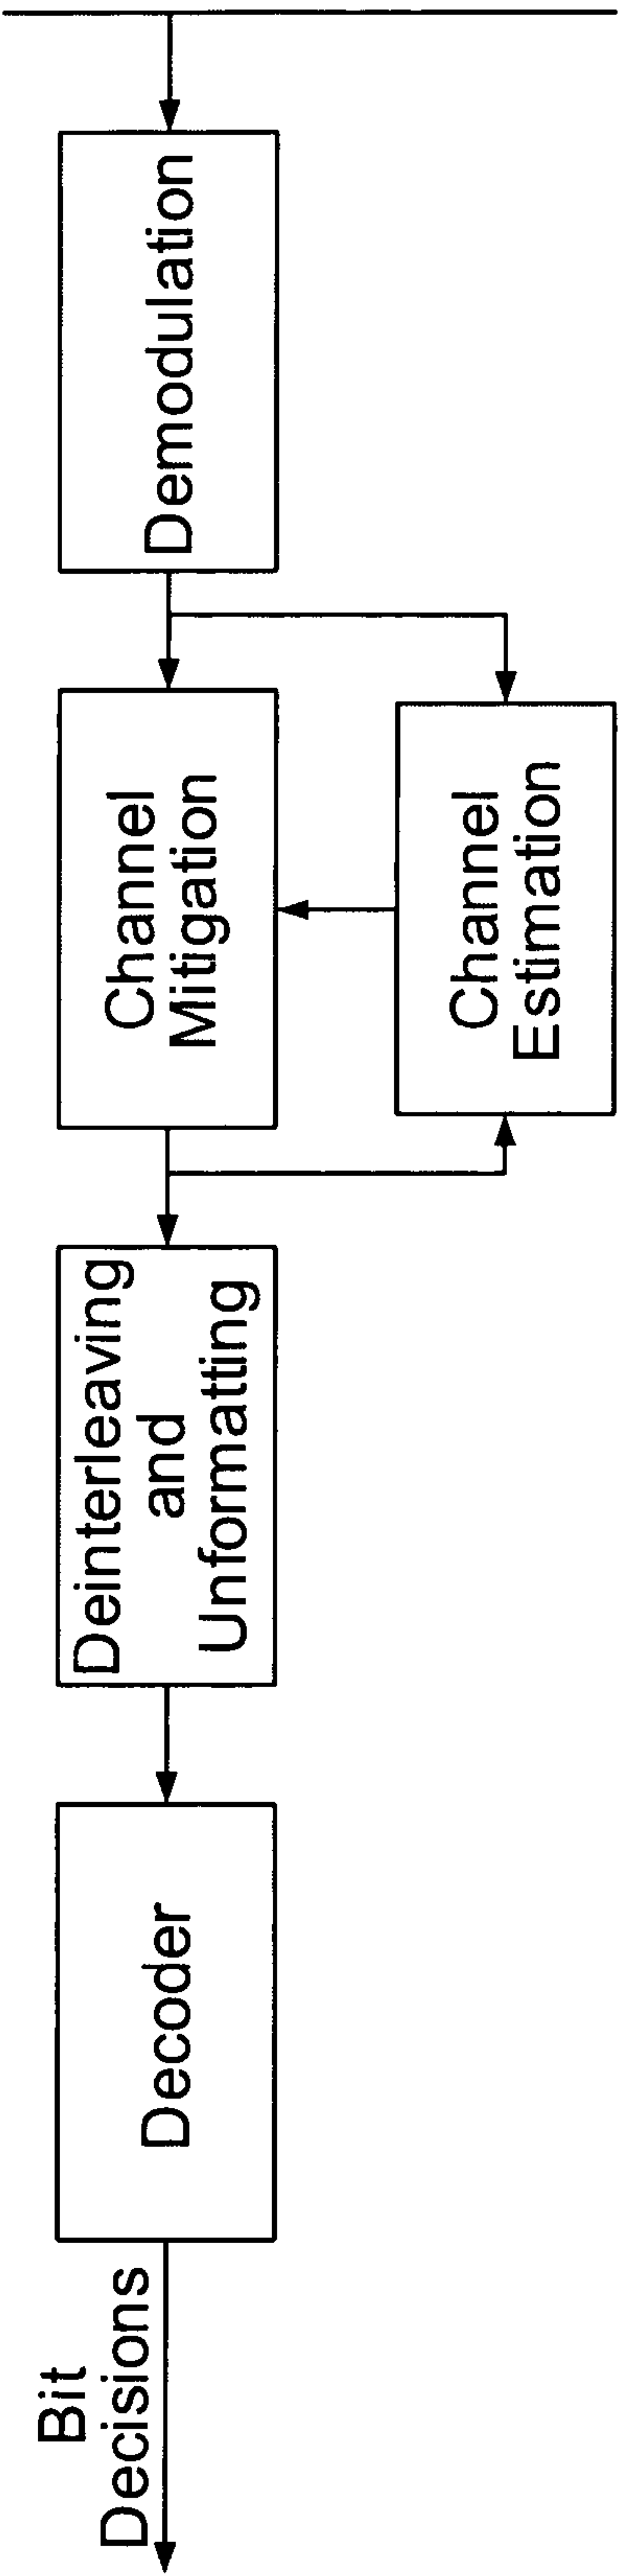 Demodulation
Channel
Mitigation
Channel
Estimation
Deinterleaving
and
Unformatting
Decoder
Bit
Decisions